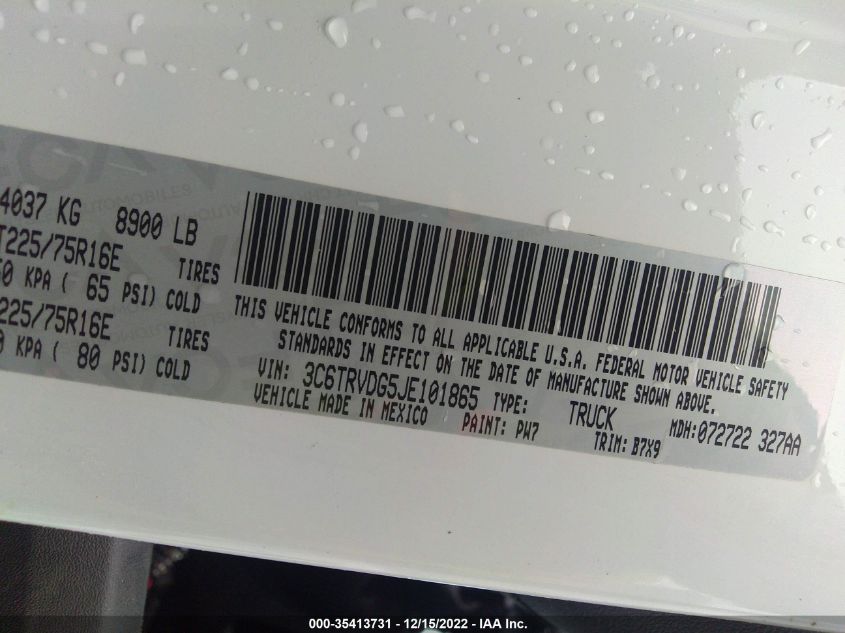 4037 KG 8900 LB
T225/75R16E TIRES
0 KPA ( 65 PSI) COLD
225/75R16E TIRES
0 KPA ( 80 PSI) COLD
THIS VEHICLE CONFORMS TO ALL APPLICABLE U.S.A. FEDERAL MOTOR VEHICLE SAFETY
STANDARDS IN EFFECT ON THE DATE OF MANUFACTURE SHOWN ABOVE.
VIN: 3C6TRVDG5JE101865 TYPE: TRUCK MDH:072722 327AA
VEHICLE MADE IN MEXICO PAINT: PW7 TRIM: B7X9
000-35413731 - 12/15/2022 - IAA Inc.